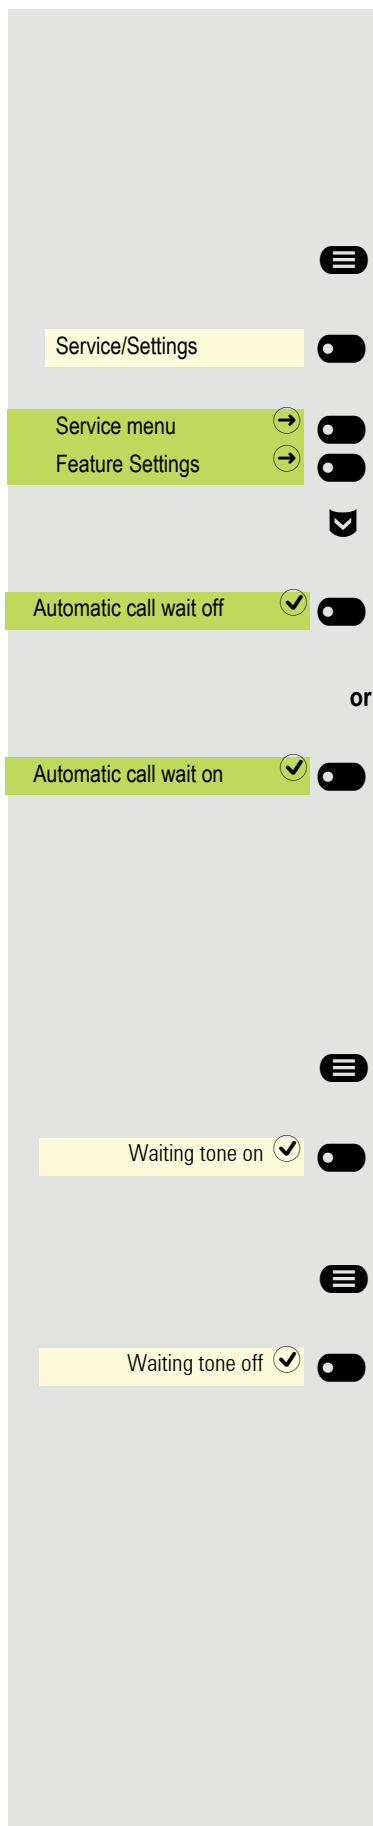 Service/Settings
Service menu
Feature Settings
Automatic call wait off
or
Automatic call wait on
Waiting tone on
Waiting tone off